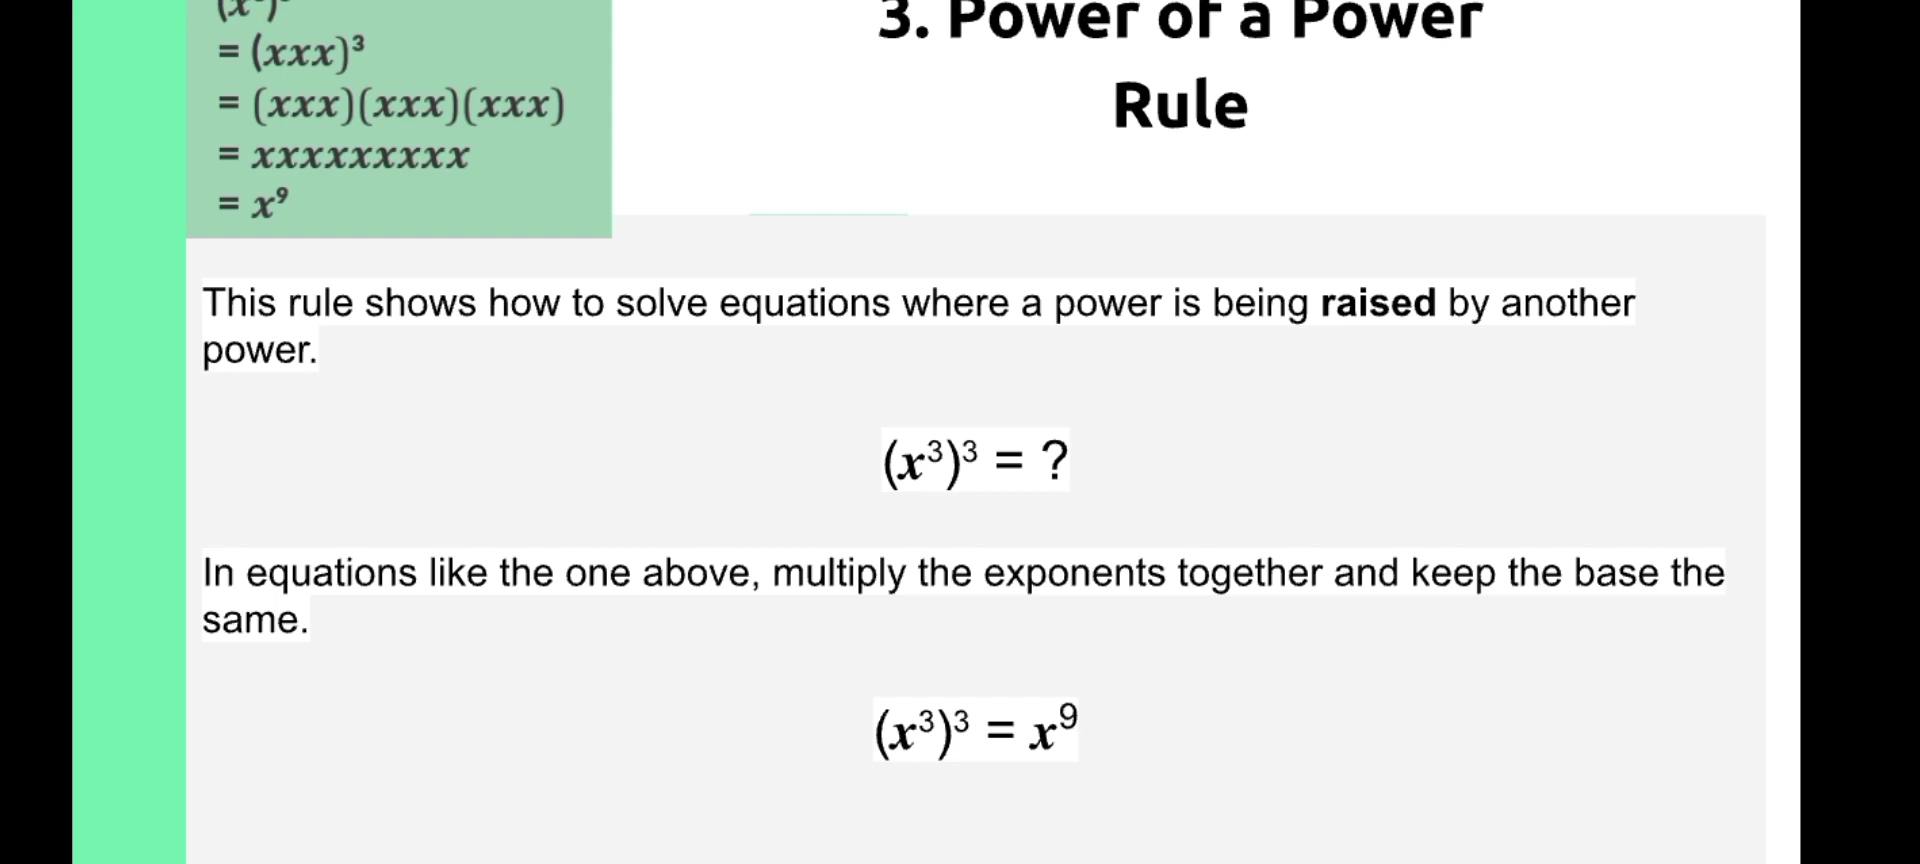 (x³)³
= (xxx)³
= (xxx)(xxx)(xxx)
= xxxxxxxxx
= x⁹
3. Power of a Power
Rule
This rule shows how to solve equations where a power is being raised by another
power.
(x³)³ = ?
In equations like the one above, multiply the exponents together and keep the base the
same.
(x³)³ = x⁹